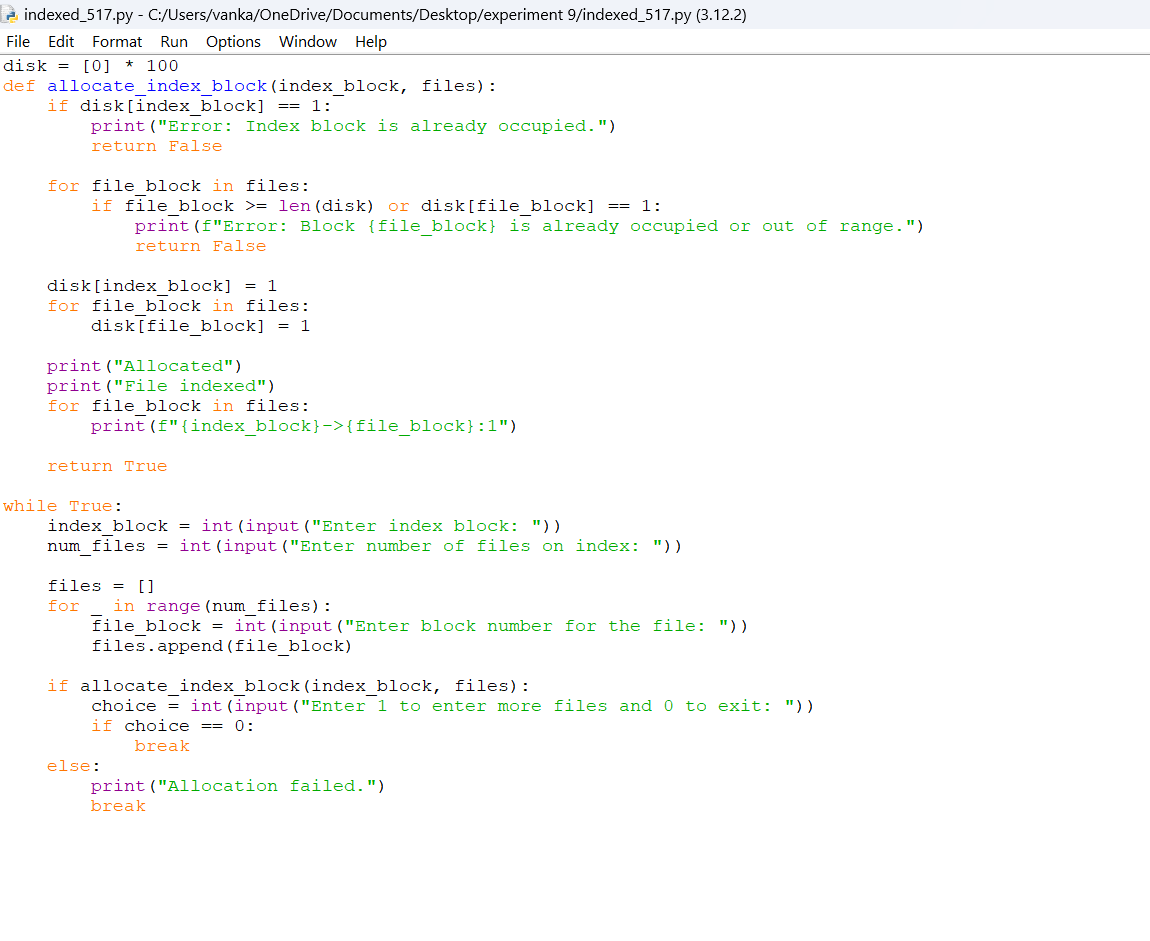 indexed_517.py - C:/Users/vanka/OneDrive/Documents/Desktop/experiment 9/indexed_517.py (3.12.2)
File Edit Format Run Options Window Help
disk = [0] * 100
def allocate_index_block(index_block, files):
    if disk[index_block] == 1:
        print("Error: Index block is already occupied.")
        return False

    for file_block in files:
        if file_block >= len(disk) or disk[file_block] == 1:
            print(f"Error: Block {file_block} is already occupied or out of range.")
            return False

    disk[index_block] = 1
    for file_block in files:
        disk[file_block] = 1

    print("Allocated")
    print("File indexed")
    for file_block in files:
        print(f"{index_block}->{file_block}:1")

    return True

while True:
    index_block = int(input("Enter index block: "))
    num_files = int(input("Enter number of files on index: "))

    files = []
    for _ in range(num_files):
        file_block = int(input("Enter block number for the file: "))
        files.append(file_block)

    if allocate_index_block(index_block, files):
        choice = int(input("Enter 1 to enter more files and 0 to exit: "))
        if choice == 0:
            break
    else:
        print("Allocation failed.")
        break